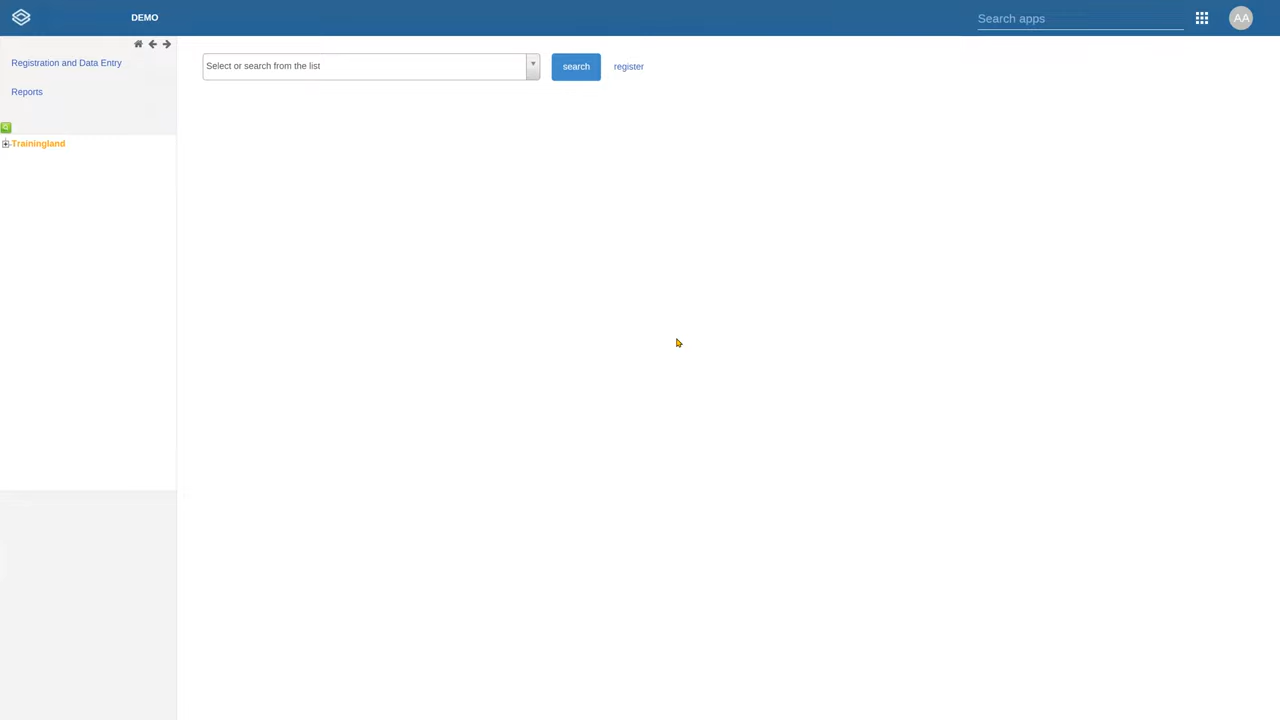 DEMO
Search apps
AA
Registration and Data Entry
Reports
Trainingland
Select or search from the list
search
register